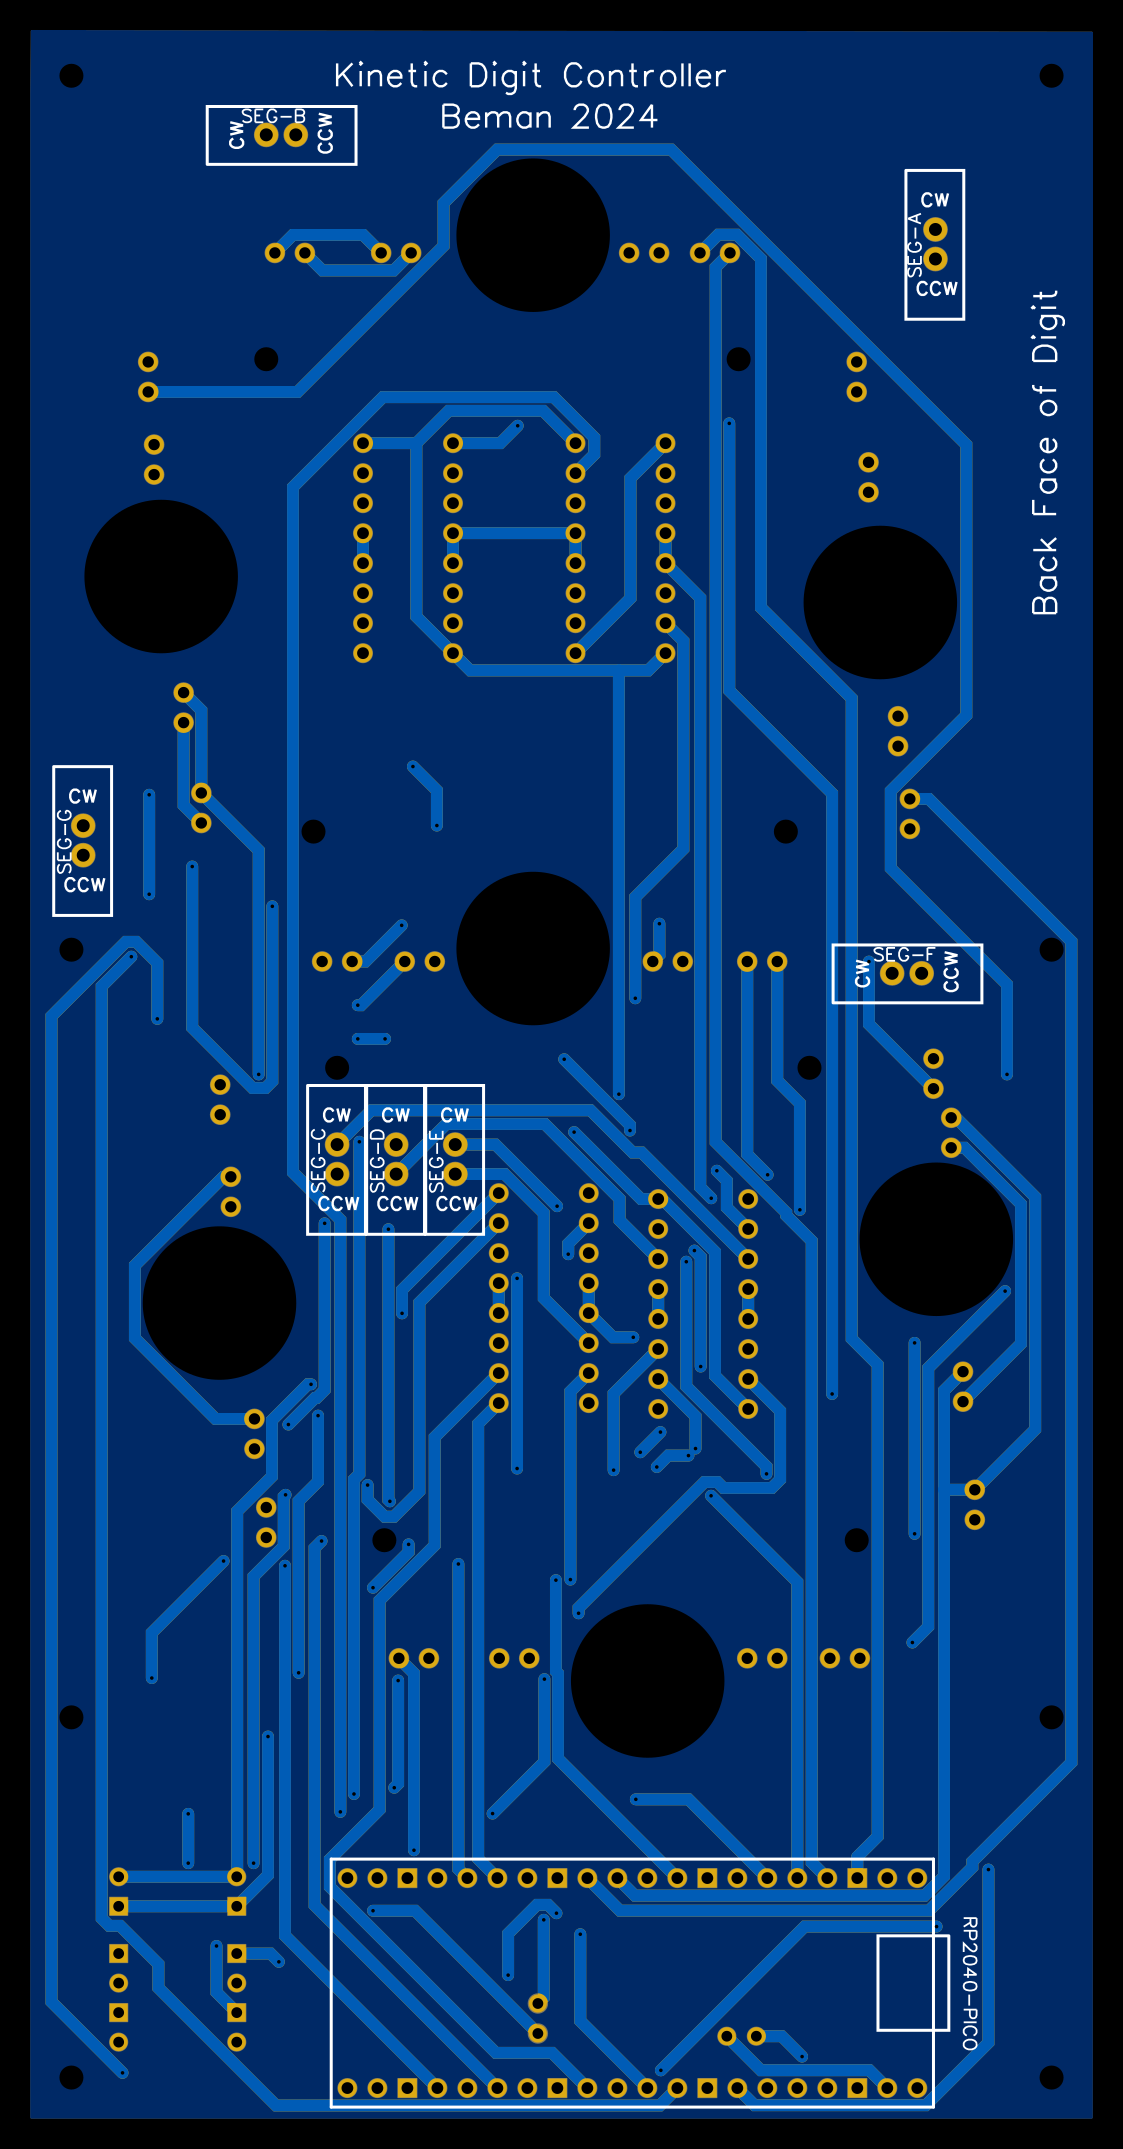 Kinetic Digit Controller
Beman 2024
SEG-B
CW
CCW
CW
SEG-A
CCW
Back Face of Digit
CW
SEG-G
CCW
SEG-F
CW
CCW
CW
SEG-C
CCW
CW
SEG-D
CCW
CW
SEG-E
CCW
RP2040-PICO